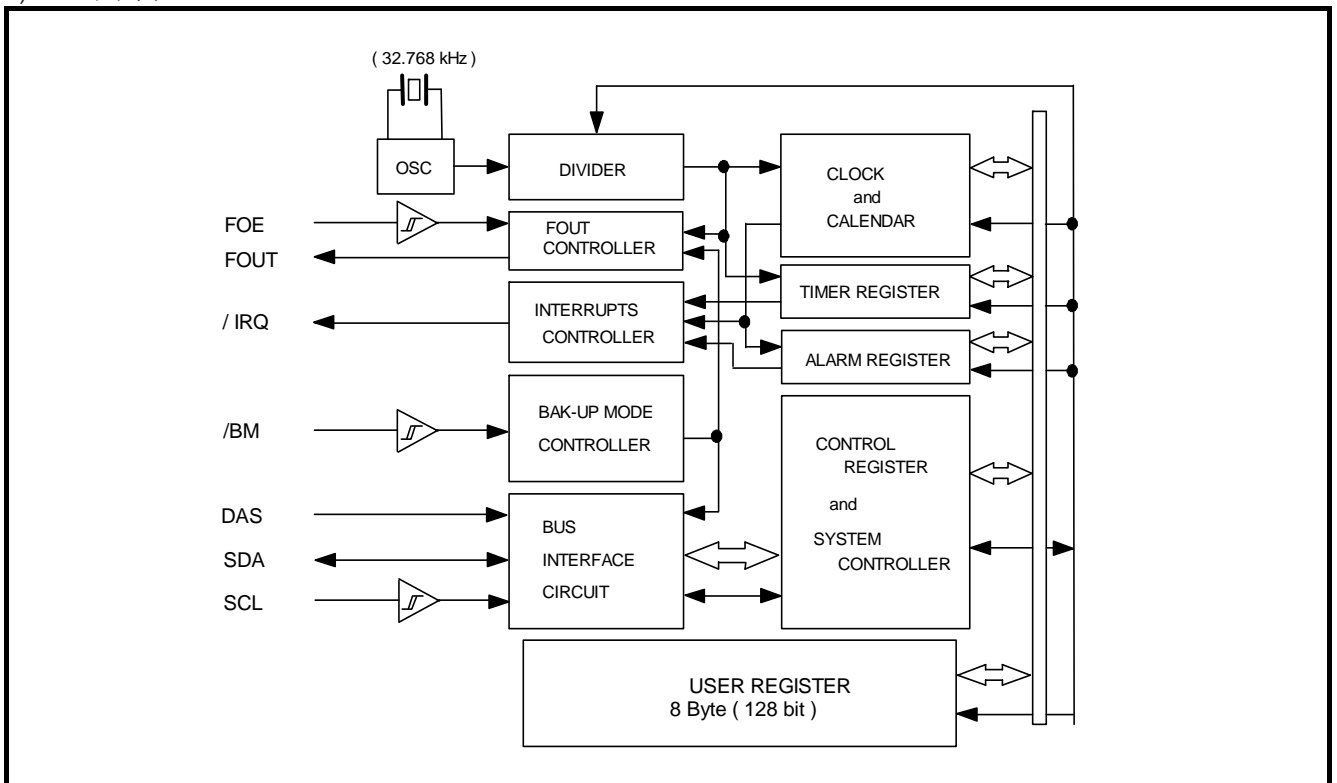 ( 32.768 kHz )
OSC
DIVIDER
CLOCK
and
CALENDAR
FOE
FOUT
FOUT
CONTROLLER
TIMER REGISTER
/ IRQ
INTERRUPTS
CONTROLLER
ALARM REGISTER
/BM
BAK-UP MODE
CONTROLLER
CONTROL
REGISTER
and
SYSTEM
CONTROLLER
DAS
SDA
SCL
BUS
INTERFACE
CIRCUIT
USER REGISTER
8 Byte ( 128 bit )